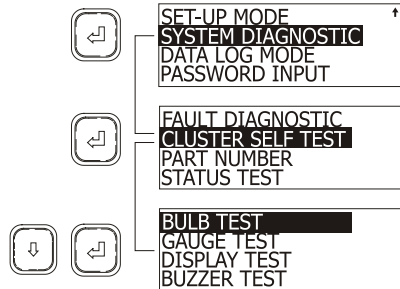 SET-UP MODE
SYSTEM DIAGNOSTIC
DATA LOG MODE
PASSWORD INPUT
FAULT DIAGNOSTIC
CLUSTER SELF TEST
PART NUMBER
STATUS TEST
BULB TEST
GAUGE TEST
DISPLAY TEST
BUZZER TEST